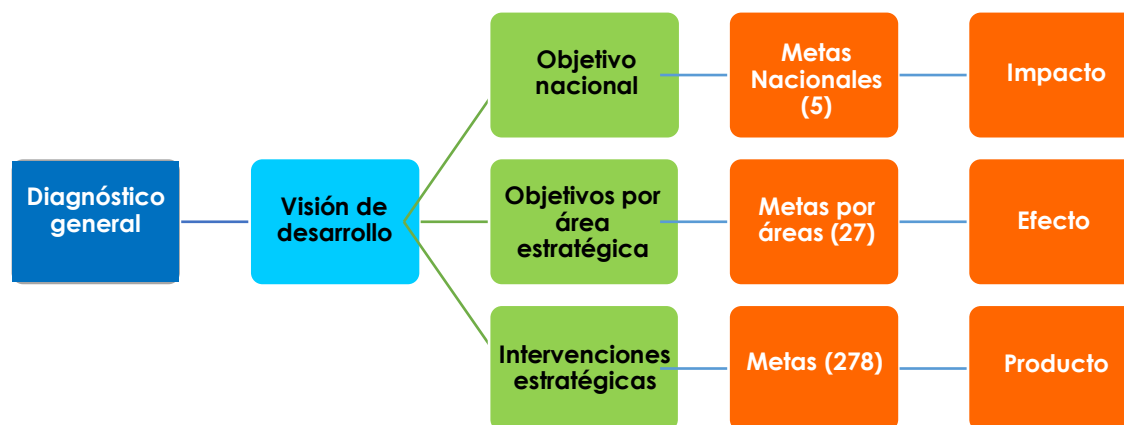 Diagnóstico
general
Visión de
desarrollo
Objetivo
nacional
Metas
Nacionales
(5)
Impacto
Objetivos por
área
estratégica
Metas por
áreas (27)
Efecto
Intervenciones
estratégicas
Metas (278)
Producto